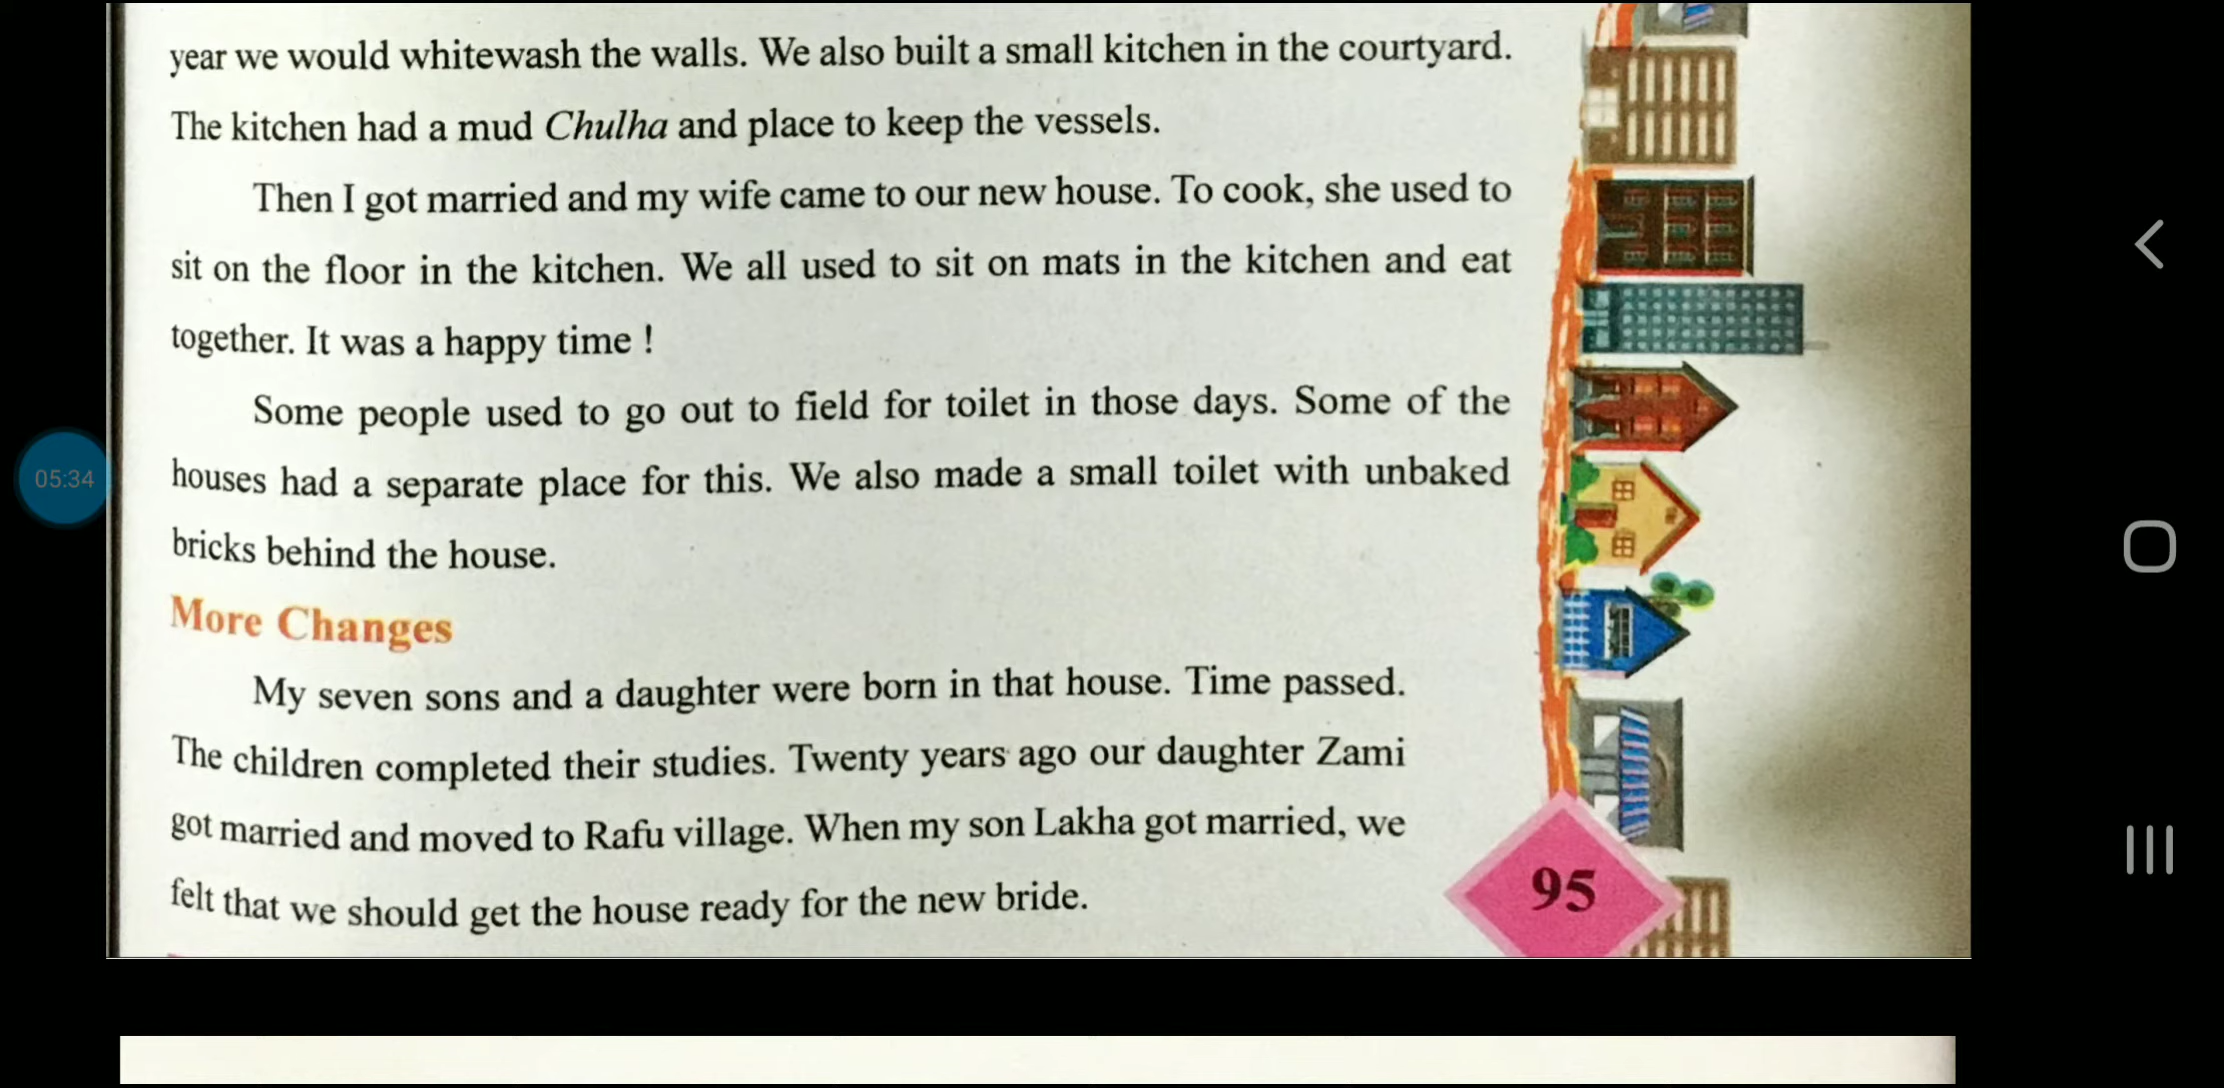 year we would whitewash the walls. We also built a small kitchen in the courtyard.
The kitchen had a mud Chulha and place to keep the vessels.
Then I got married and my wife came to our new house. To cook, she used to
sit on the floor in the kitchen. We all used to sit on mats in the kitchen and eat
together. It was a happy time !
Some people used to go out to field for toilet in those days. Some of the
houses had a separate place for this. We also made a small toilet with unbaked
bricks behind the house.
More Changes
My seven sons and a daughter were born in that house. Time passed.
The children completed their studies. Twenty years ago our daughter Zami
got married and moved to Rafu village. When my son Lakha got married, we
felt that we should get the house ready for the new bride.
95
05:34